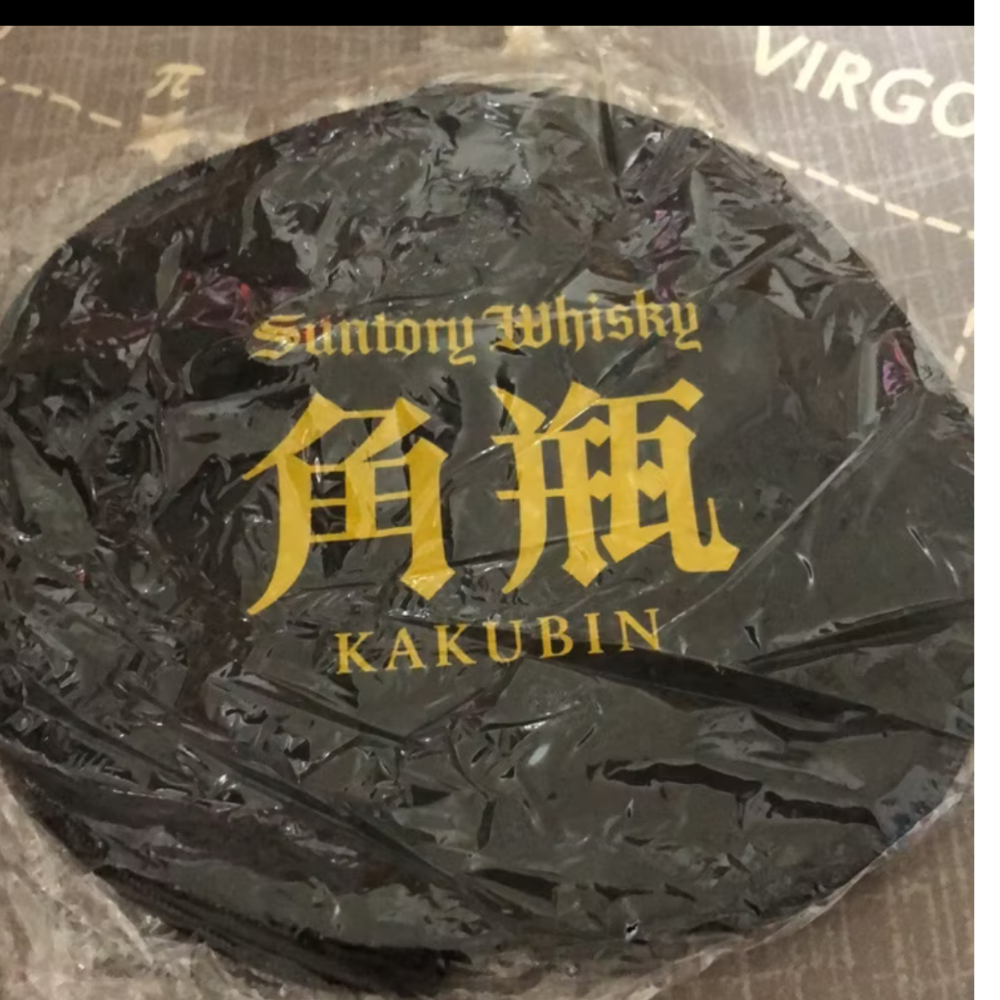 π
VIRGO
Suntory Whisky
角瓶
KAKUBIN